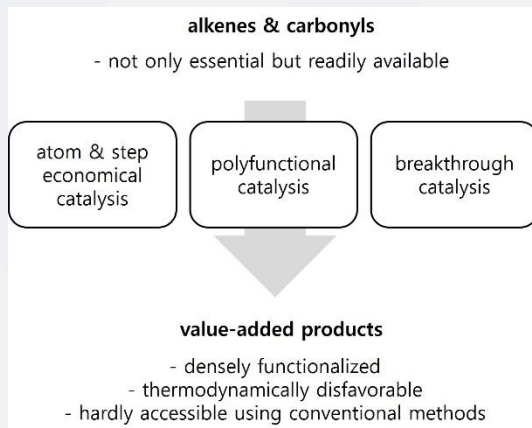 alkenes & carbonyls
- not only essential but readily available
atom & step
economical
catalysis
polyfunctional
catalysis
breakthrough
catalysis
value-added products
- densely functionalized
- thermodynamically disfavorable
- hardly accessible using conventional methods